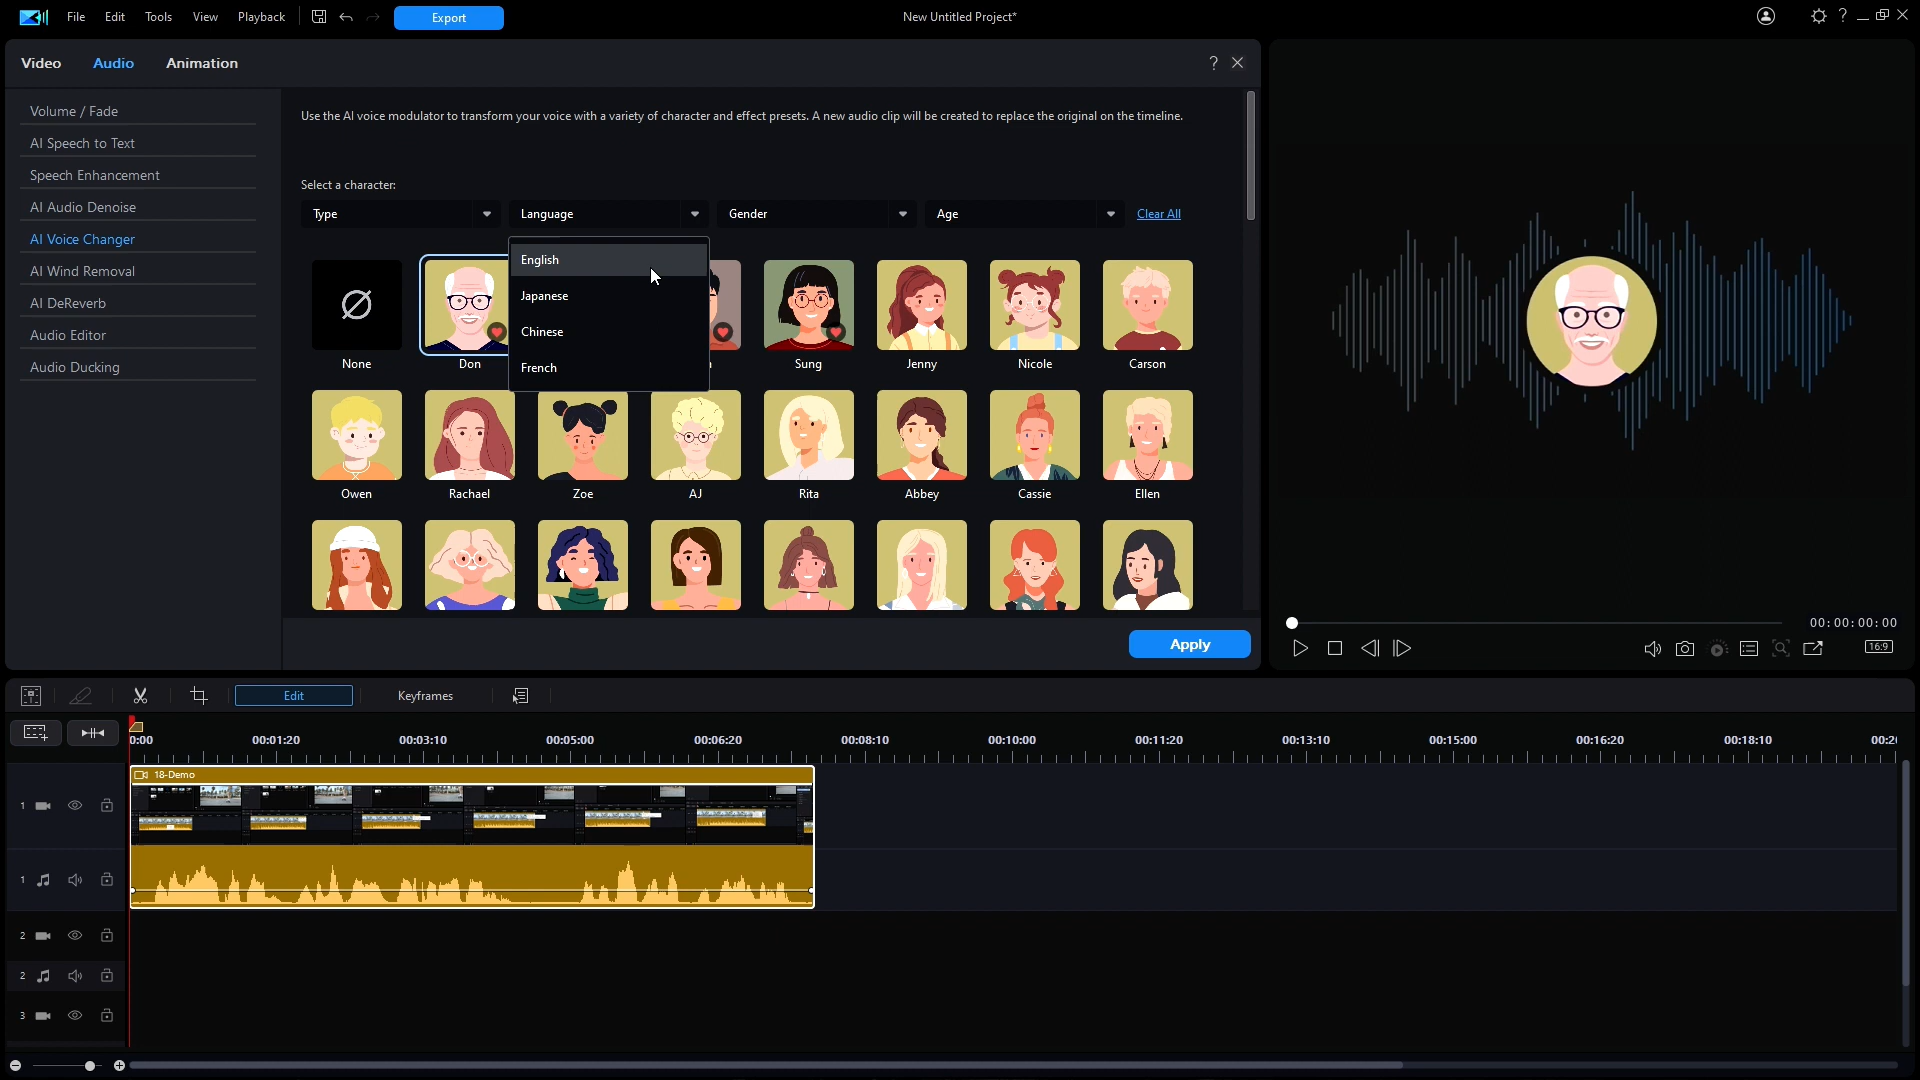 File Edit Tools View Playback Export New Untitled Project* ?
Video Audio Animation ?
Volume / Fade
AI Speech to Text
Speech Enhancement
AI Audio Denoise
AI Voice Changer
AI Wind Removal
AI DeReverb
Audio Editor
Audio Ducking
Use the AI voice modulator to transform your voice with a variety of character and effect presets. A new audio clip will be created to replace the original on the timeline.
Select a character:
Type Language Gender Age Clear All
English
Japanese
Chinese
French
None Don Sung Jenny Nicole Carson
Owen Rachael Zoe AJ Rita Abbey Cassie Ellen
Apply
00:00:00:00
16:9
Edit Keyframes
0:00 00:01:20 00:03:10 00:05:00 00:06:20 00:08:10 00:10:00 00:11:20 00:13:10 00:15:00 00:16:20 00:18:10 00:2
18-Demo
1
1
2
2
3